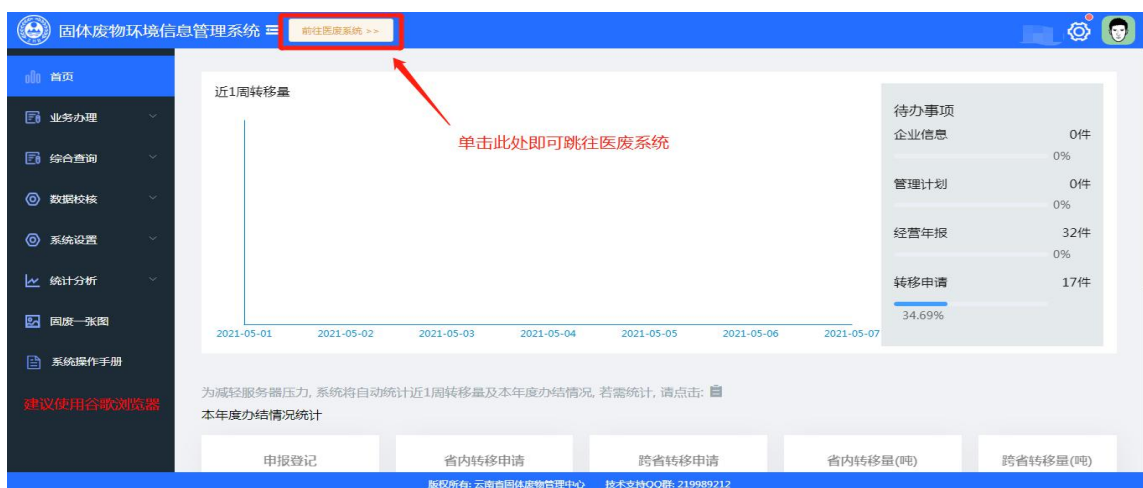 固体废物环境信息管理系统
前往医废系统 >>
首页
业务办理
综合查询
数据校核
系统设置
统计分析
固废一张图
系统操作手册
建议使用谷歌浏览器
近1周转移量
单击此处即可跳往医废系统
2021-05-01 2021-05-02 2021-05-03 2021-05-04 2021-05-05 2021-05-06 2021-05-07
待办事项
企业信息 0件
0%
管理计划 0件
0%
经营年报 32件
0%
转移申请 17件
34.69%
为减轻服务器压力, 系统将自动统计近1周转移量及本年度办结情况, 若需统计, 请点击:
本年度办结情况统计
申报登记 省内转移申请 跨省转移申请 省内转移量(吨) 跨省转移量(吨)
版权所有: 云南省固体废物管理中心 技术支持QQ群: 219989212